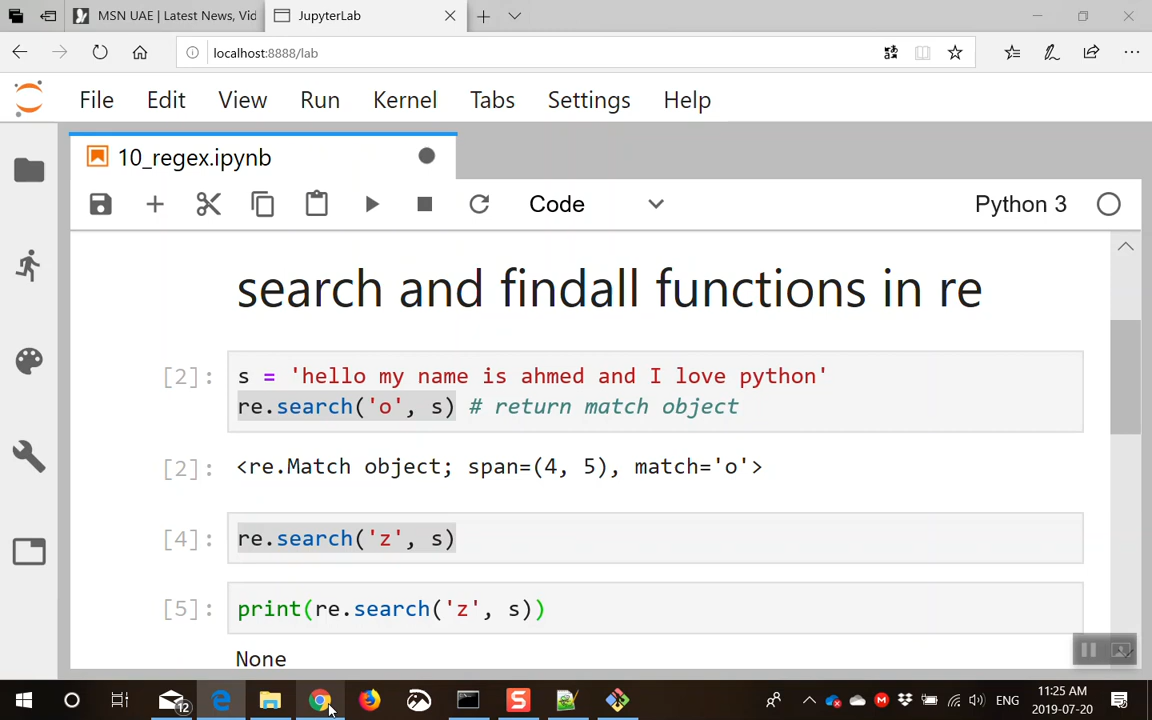 MSN UAE | Latest News, Vid
JupyterLab
localhost:8888/lab
File Edit View Run Kernel Tabs Settings Help
10_regex.ipynb
Code
Python 3
search and findall functions in re
[2]: s = 'hello my name is ahmed and I love python'
re.search('o', s) # return match object
[2]: <re.Match object; span=(4, 5), match='o'>
[4]: re.search('z', s)
[5]: print(re.search('z', s))
None
12
ENG
11:25 AM
2019-07-20